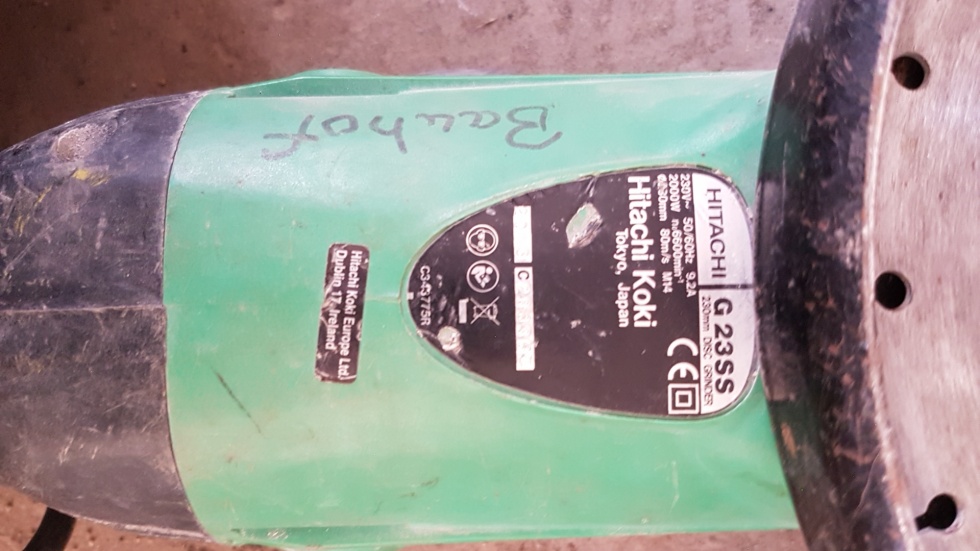 Bauhof
HITACHI G 23SS
230mm DISC GRINDER
230V~ 50/60Hz 9.2A
2000W n₀6600min⁻¹
ø230mm 80m/s M14
Hitachi Koki
Tokyo, Japan
C343775R
Hitachi Koki Europe Ltd.
Dublin 17, Ireland